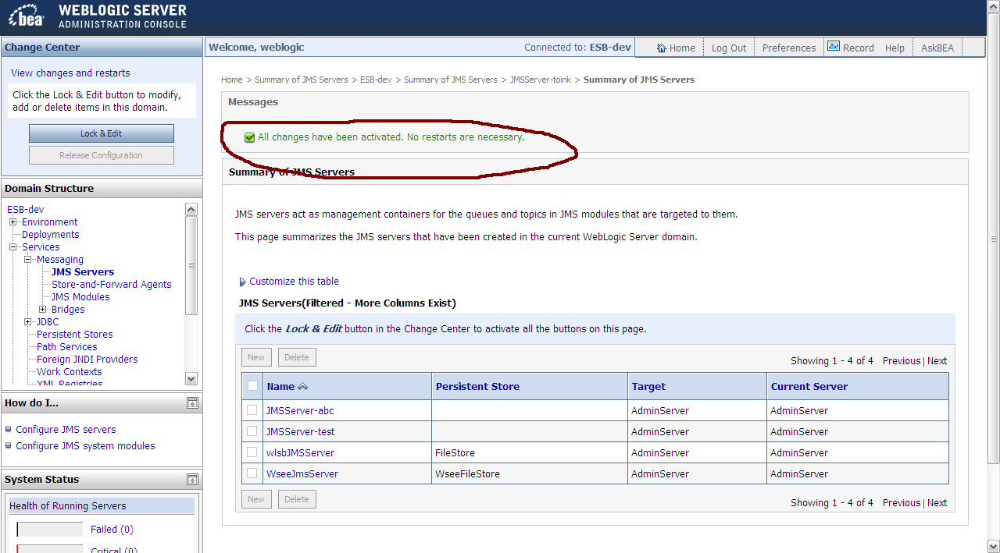 bea WEBLOGIC SERVER
ADMINISTRATION CONSOLE
Change Center
View changes and restarts
Click the Lock & Edit button to modify,
add or delete items in this domain.
Lock & Edit
Release Configuration
Domain Structure
ESB-dev
Environment
Deployments
Services
Messaging
JMS Servers
Store-and-Forward Agents
JMS Modules
Bridges
JDBC
Persistent Stores
Path Services
Foreign JNDI Providers
Work Contexts
XML Registries
How do I...
Configure JMS servers
Configure JMS system modules
System Status
Health of Running Servers
Failed (0)
Critical (0)
Welcome, weblogic Connected to: ESB-dev Home Log Out Preferences Record Help AskBEA
Home > Summary of JMS Servers > ESB-dev > Summary of JMS Servers > JMSServer-toink > Summary of JMS Servers
Messages
All changes have been activated. No restarts are necessary.
Summary of JMS Servers
JMS servers act as management containers for the queues and topics in JMS modules that are targeted to them.
This page summarizes the JMS servers that have been created in the current WebLogic Server domain.
Customize this table
JMS Servers(Filtered - More Columns Exist)
Click the Lock & Edit button in the Change Center to activate all the buttons on this page.
New Delete Showing 1 - 4 of 4 Previous | Next
Name Persistent Store Target Current Server
JMSServer-abc AdminServer AdminServer
JMSServer-test AdminServer AdminServer
wlsbJMSServer FileStore AdminServer AdminServer
WseeJmsServer WseeFileStore AdminServer AdminServer
New Delete Showing 1 - 4 of 4 Previous | Next